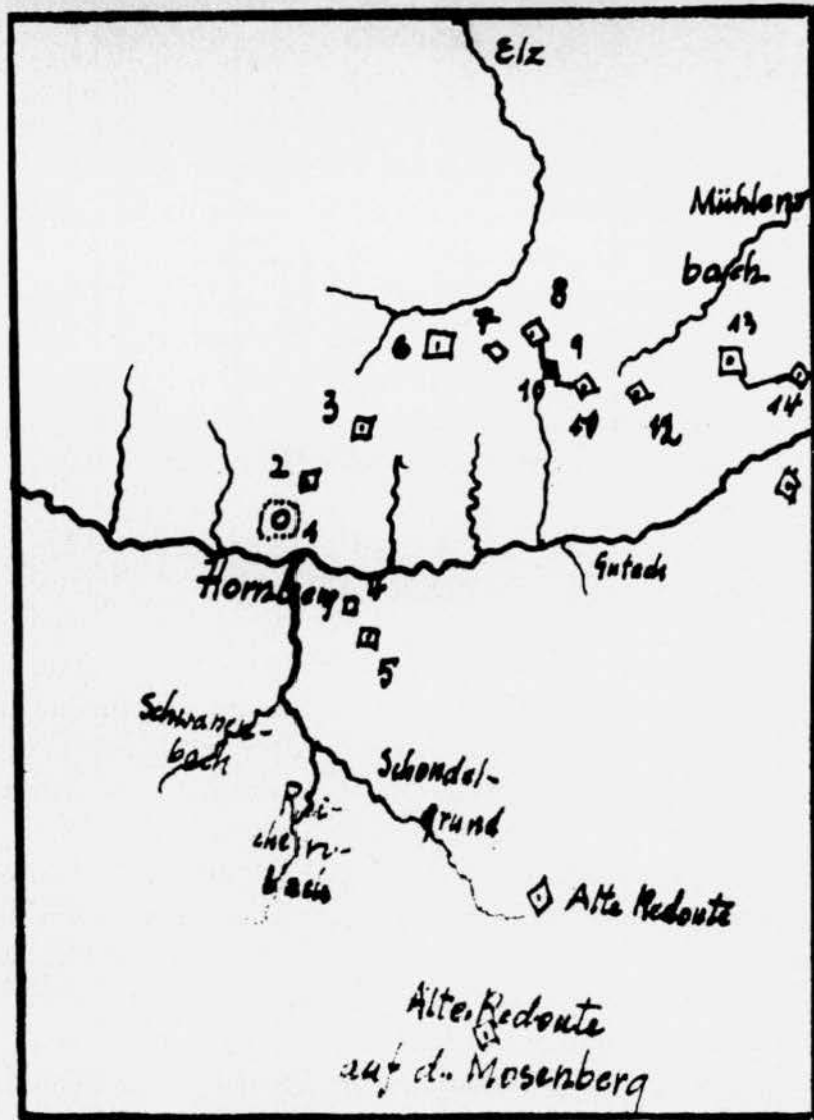 Elz
Mühlen-
bach
8
7
9
6
13
10
11
12
14
3
2
1
Hornberg
4
Gutach
5
Schwanen-
bach
Schondel-
grund
Alte Redoute
Alte Redoute
auf d. Mosenberg